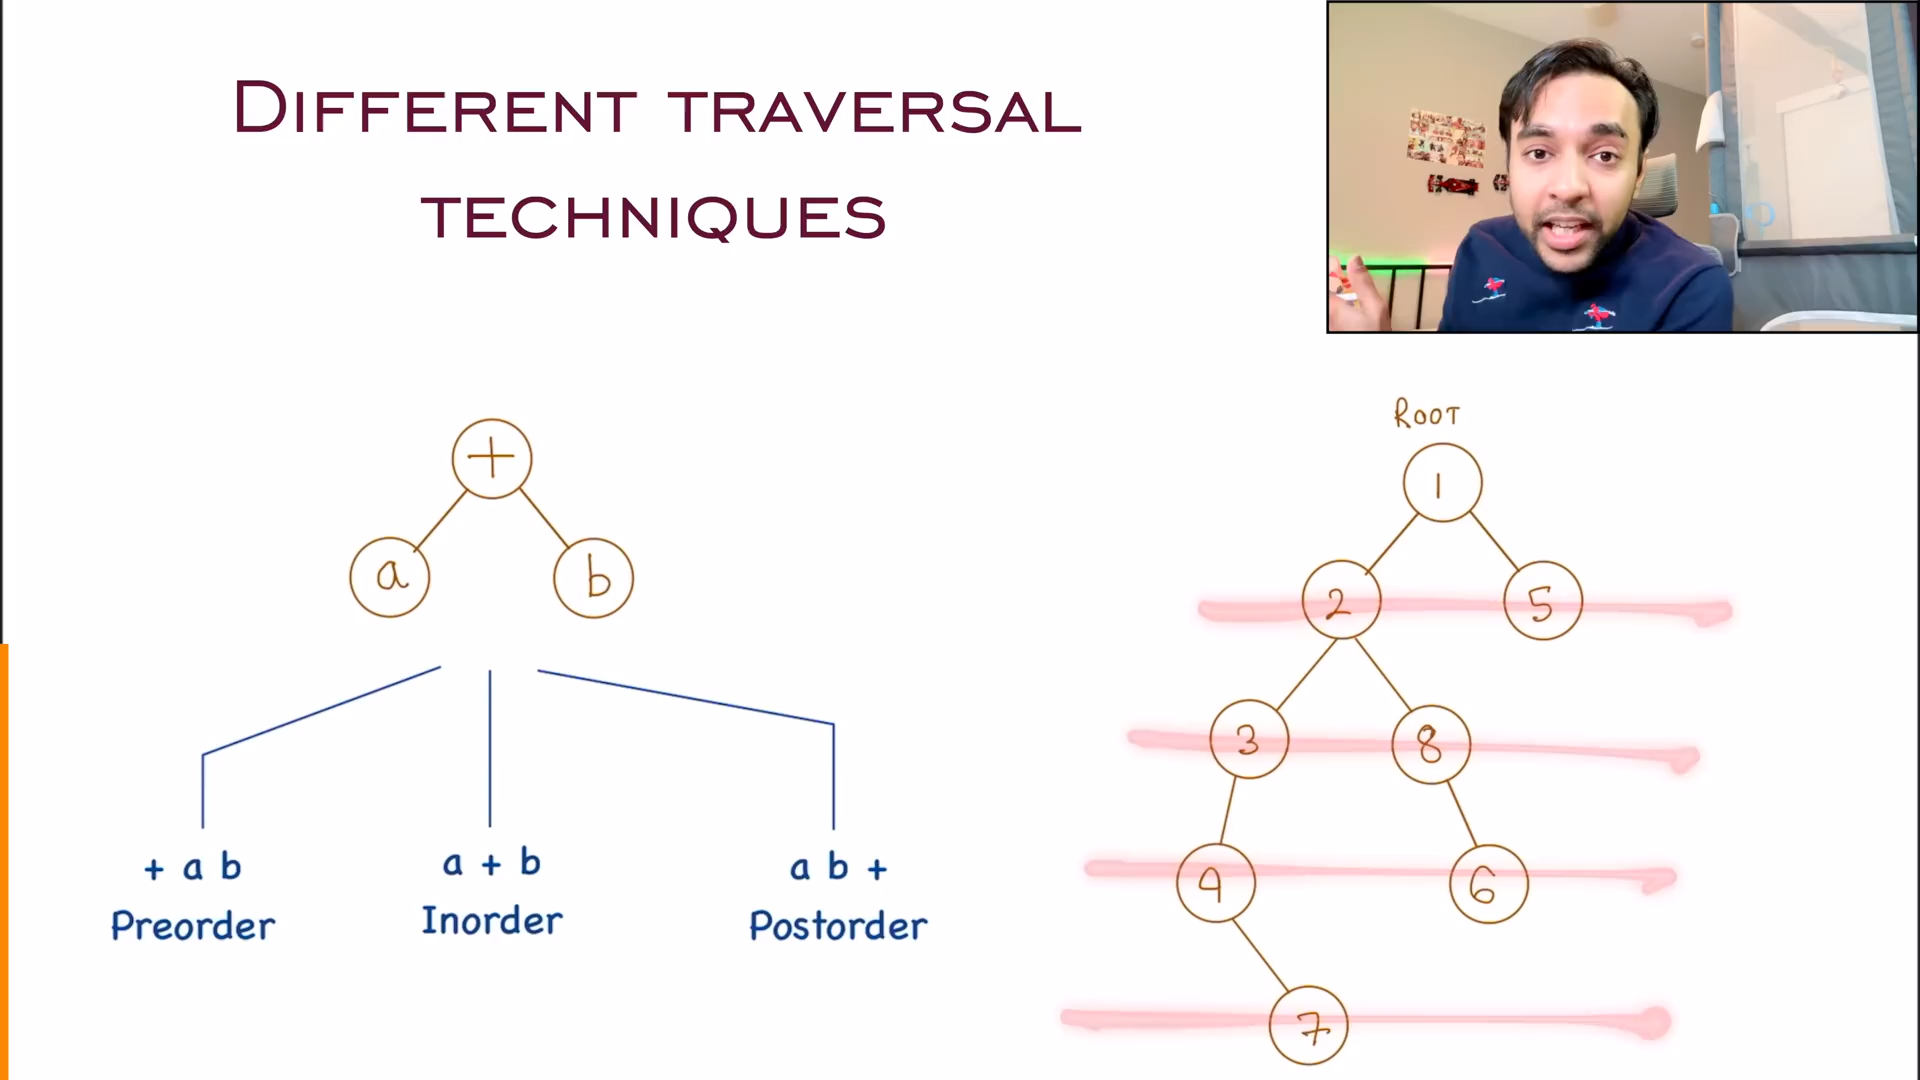 DIFFERENT TRAVERSAL
TECHNIQUES
ROOT
+
a
b
1
2
5
3
8
4
6
7
+ a b
Preorder
a + b
Inorder
a b +
Postorder